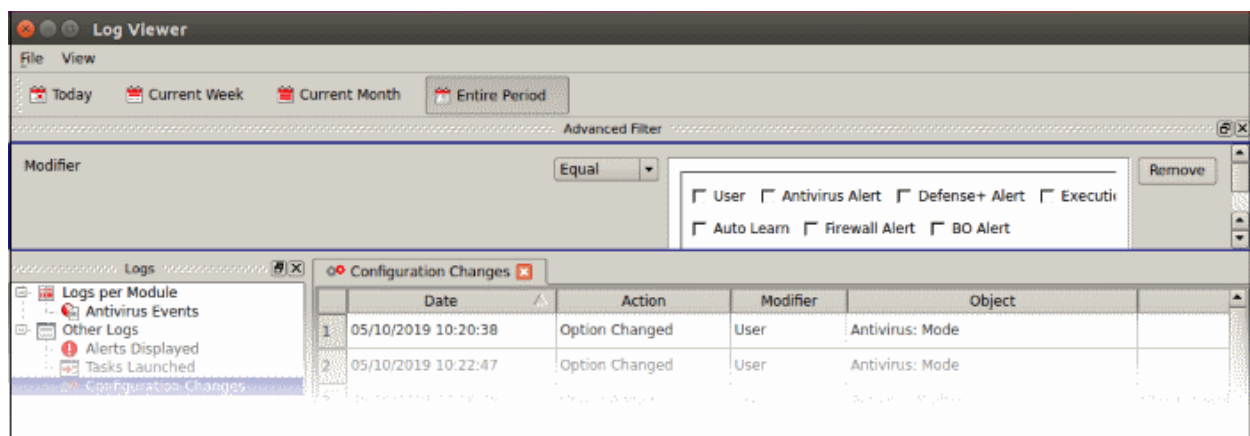 Log Viewer
File View
Today Current Week Current Month Entire Period
Advanced Filter
Modifier Equal Remove
User Antivirus Alert Defense+ Alert Executi
Auto Learn Firewall Alert BO Alert
Logs Configuration Changes
Logs per Module
Antivirus Events
Other Logs
Alerts Displayed
Tasks Launched
Configuration Changes
Date Action Modifier Object
1 05/10/2019 10:20:38 Option Changed User Antivirus: Mode
2 05/10/2019 10:22:47 Option Changed User Antivirus: Mode